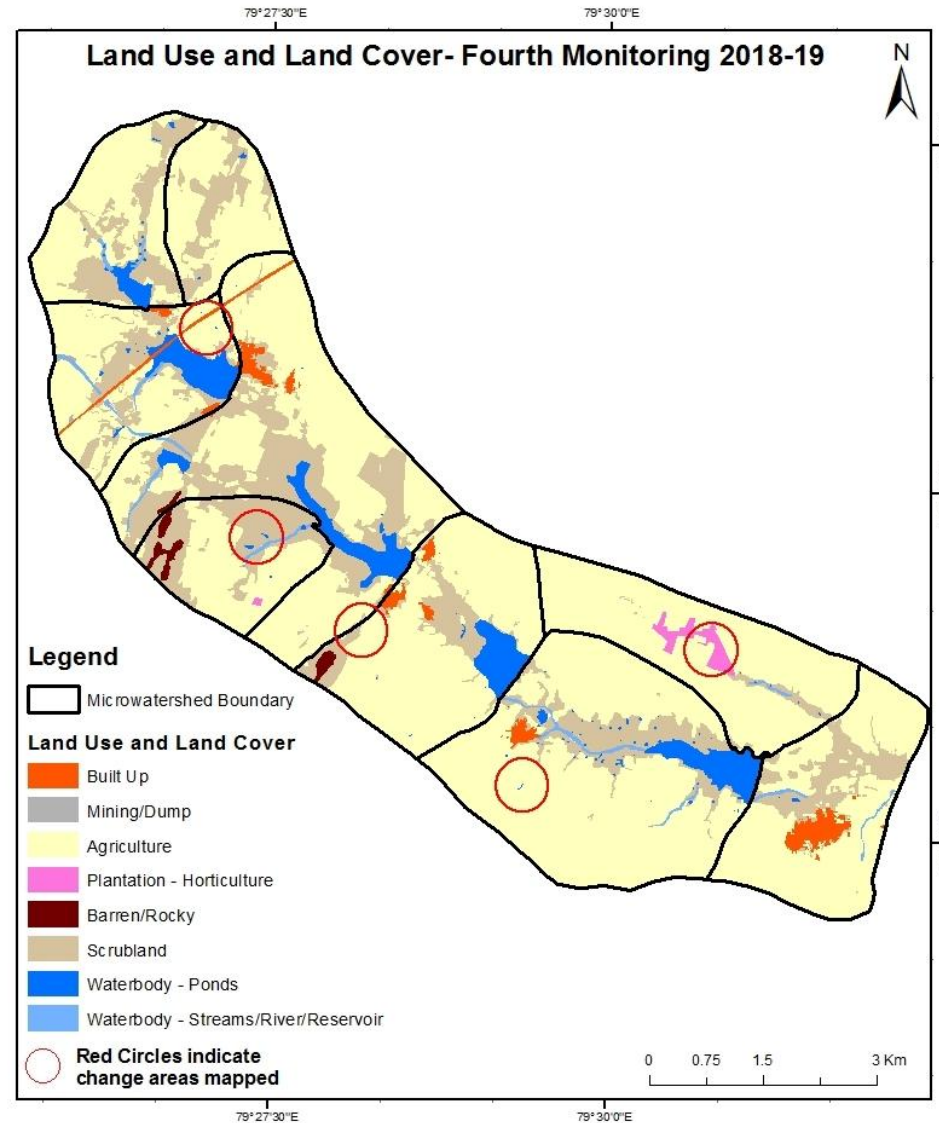 79°27'30"E 79°30'0"E
Land Use and Land Cover- Fourth Monitoring 2018-19
N
Legend
Microwatershed Boundary
Land Use and Land Cover
Built Up
Mining/Dump
Agriculture
Plantation - Horticulture
Barren/Rocky
Scrubland
Waterbody - Ponds
Waterbody - Streams/River/Reservoir
Red Circles indicate
change areas mapped
0 0.75 1.5 3 Km
79°27'30"E 79°30'0"E